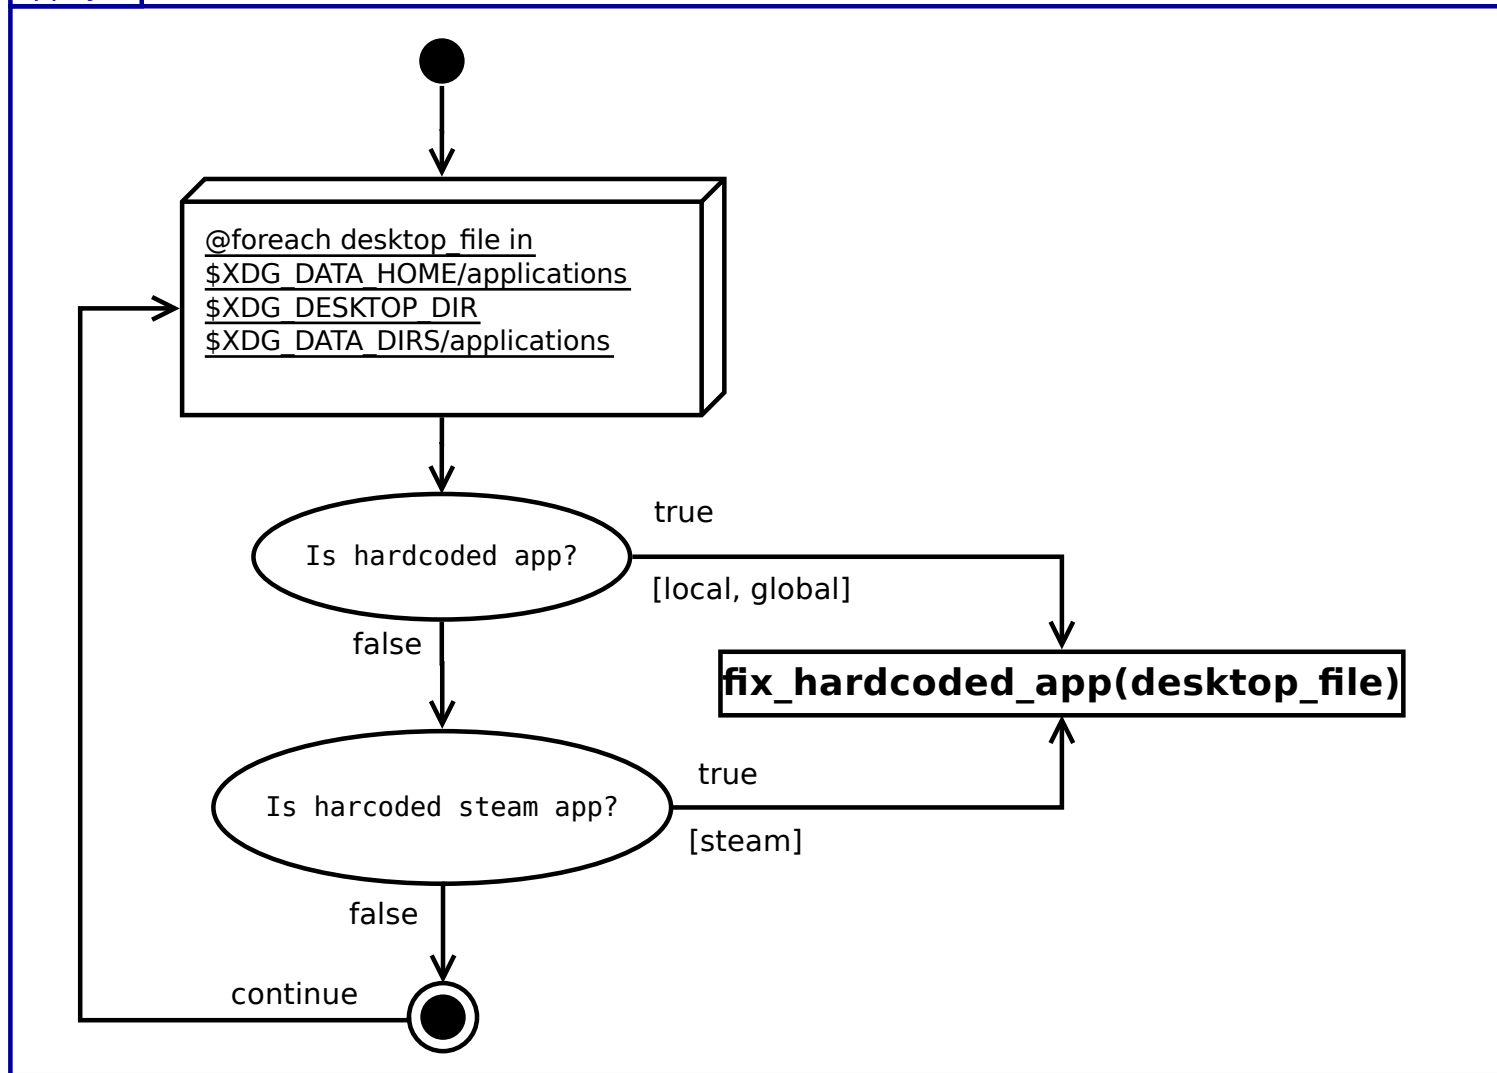 @foreach desktop_file in
$XDG_DATA_HOME/applications
$XDG_DESKTOP_DIR
$XDG_DATA_DIRS/applications
true
Is hardcoded app?
[local, global]
false
fix_hardcoded_app(desktop_file)
true
Is harcoded steam app?
[steam]
false
continue